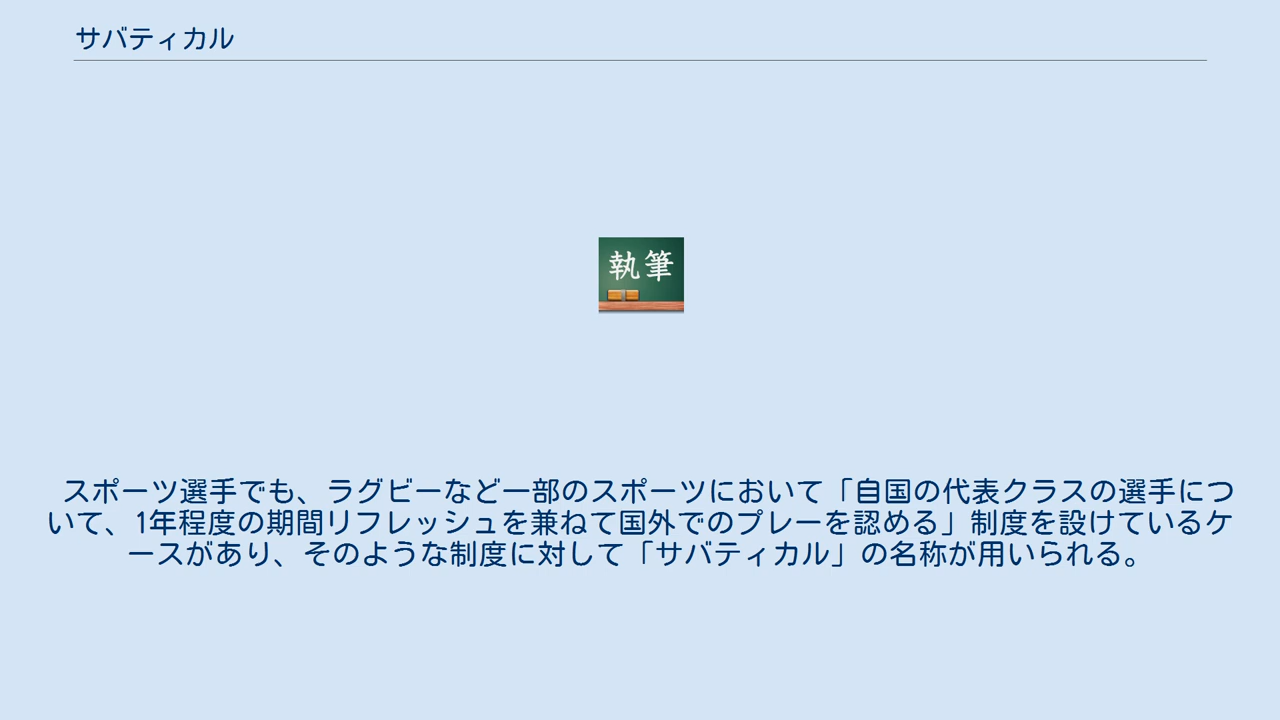 サバティカル
執筆
スポーツ選手でも、ラグビーなど一部のスポーツにおいて「自国の代表クラスの選手につ
いて、1年程度の期間リフレッシュを兼ねて国外でのプレーを認める」制度を設けているケ
ースがあり、そのような制度に対して「サバティカル」の名称が用いられる。